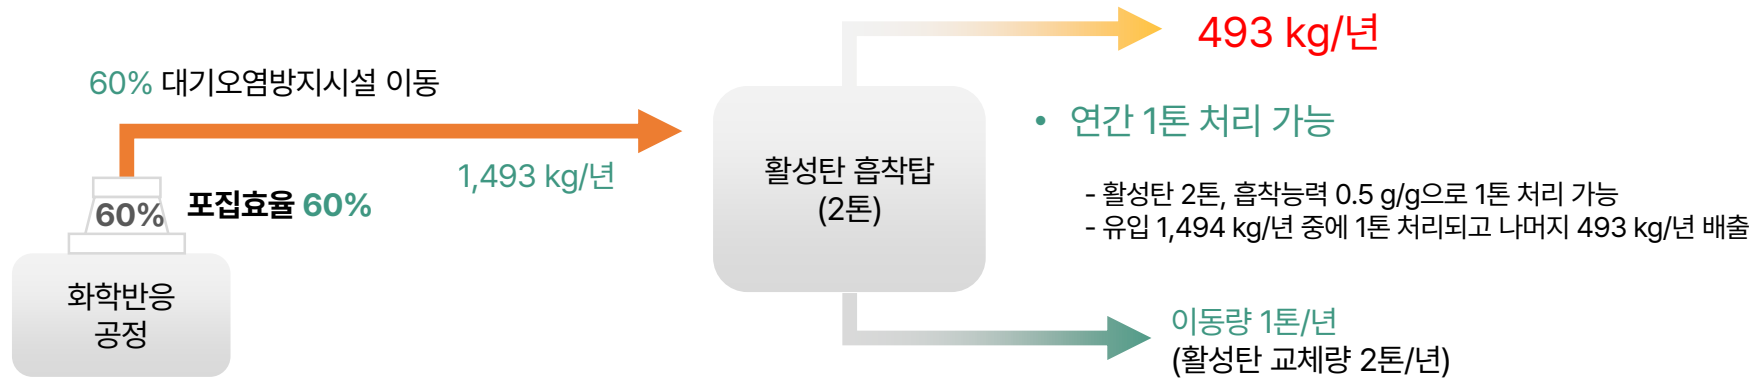 493 kg/년
60% 대기오염방지시설 이동
• 연간 1톤 처리 가능
1,493 kg/년
활성탄 흡착탑
(2톤)
60%
포집효율 60%
- 활성탄 2톤, 흡착능력 0.5 g/g으로 1톤 처리 가능
- 유입 1,494 kg/년 중에 1톤 처리되고 나머지 493 kg/년 배출
화학반응
공정
이동량 1톤/년
(활성탄 교체량 2톤/년)